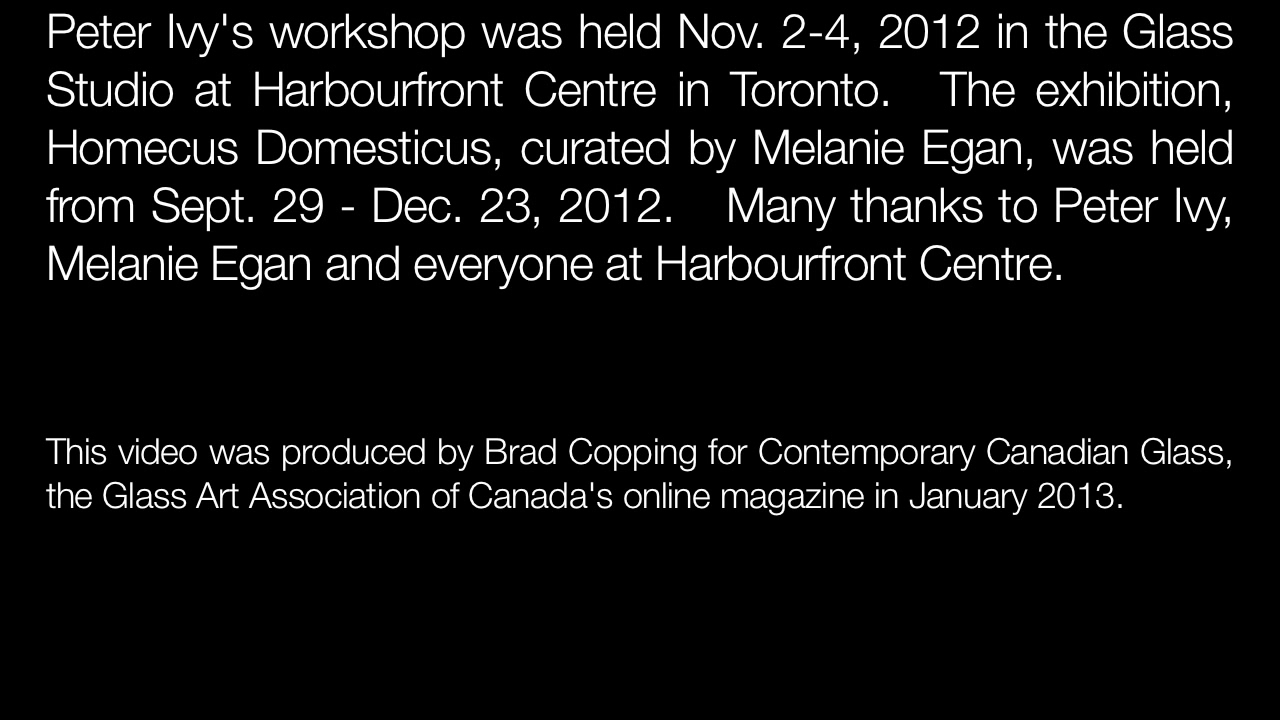 Peter Ivy's workshop was held Nov. 2-4, 2012 in the Glass
Studio at Harbourfront Centre in Toronto. The exhibition,
Homecus Domesticus, curated by Melanie Egan, was held
from Sept. 29 - Dec. 23, 2012. Many thanks to Peter Ivy,
Melanie Egan and everyone at Harbourfront Centre.
This video was produced by Brad Copping for Contemporary Canadian Glass,
the Glass Art Association of Canada's online magazine in January 2013.